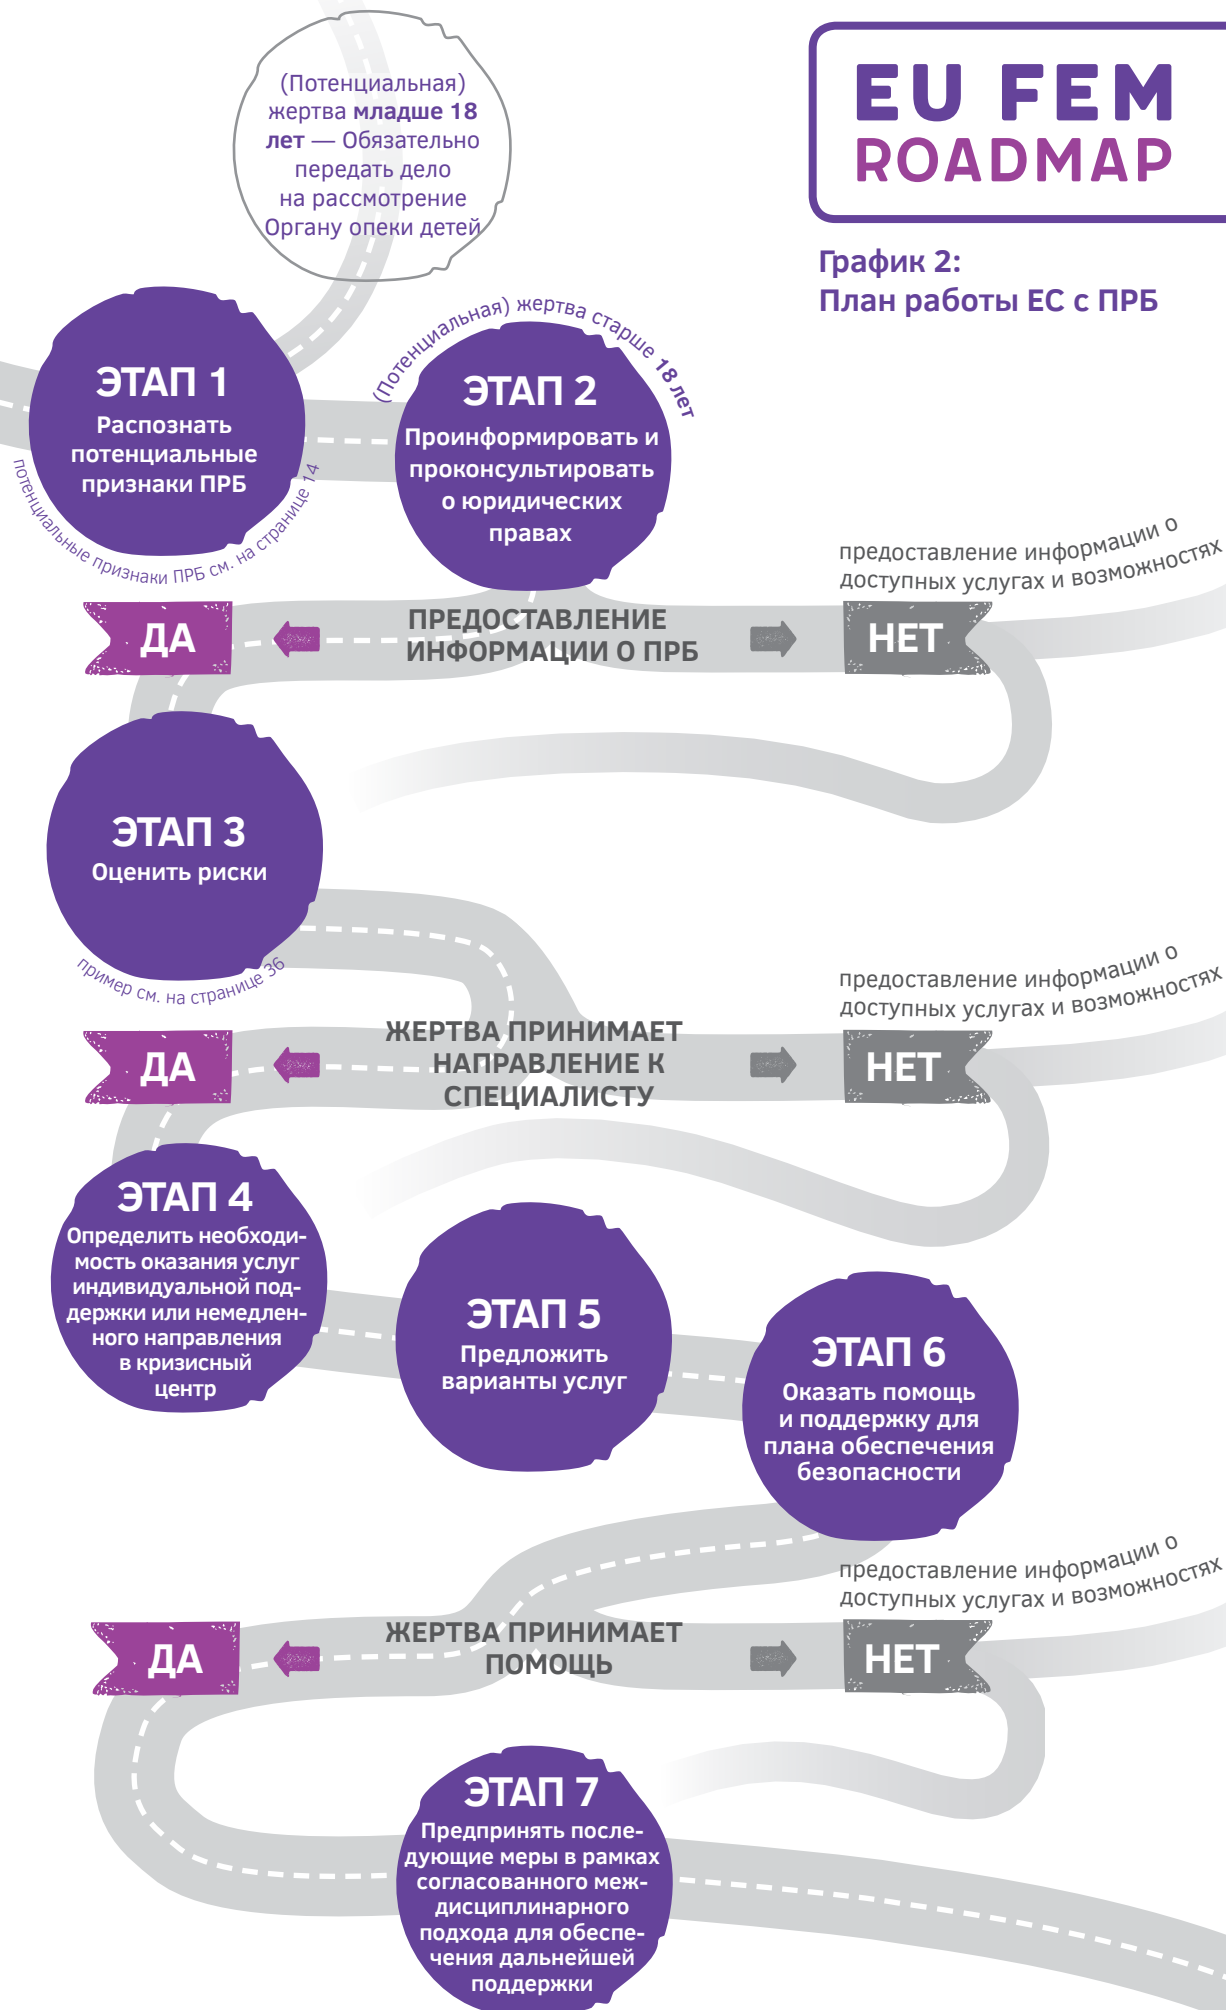 (Потенциальная)
жертва младше 18
лет — Обязательно
передать дело
на рассмотрение
Органу опеки детей
EU FEM
ROADMAP
График 2:
План работы ЕС с ПРБ
ЭТАП 1
Распознать
потенциальные
признаки ПРБ
потенциальные признаки ПРБ см. на странице 14
(Потенциальная) жертва старше 18 лет
ЭТАП 2
Проинформировать и
проконсультировать
о юридических
правах
предоставление информации о
доступных услугах и возможностях
ДА
ПРЕДОСТАВЛЕНИЕ
ИНФОРМАЦИИ О ПРБ
НЕТ
ЭТАП 3
Оценить риски
пример см. на странице 36
предоставление информации о
доступных услугах и возможностях
ДА
ЖЕРТВА ПРИНИМАЕТ
НАПРАВЛЕНИЕ К
СПЕЦИАЛИСТУ
НЕТ
ЭТАП 4
Определить необходи-
мость оказания услуг
индивидуальной под-
держки или немедлен-
ного направления
в кризисный
центр
ЭТАП 5
Предложить
варианты услуг
ЭТАП 6
Оказать помощь
и поддержку для
плана обеспечения
безопасности
предоставление информации о
доступных услугах и возможностях
ДА
ЖЕРТВА ПРИНИМАЕТ
ПОМОЩЬ
НЕТ
ЭТАП 7
Предпринять после-
дующие меры в рамках
согласованного меж-
дисциплинарного
подхода для обеспе-
чения дальнейшей
поддержки